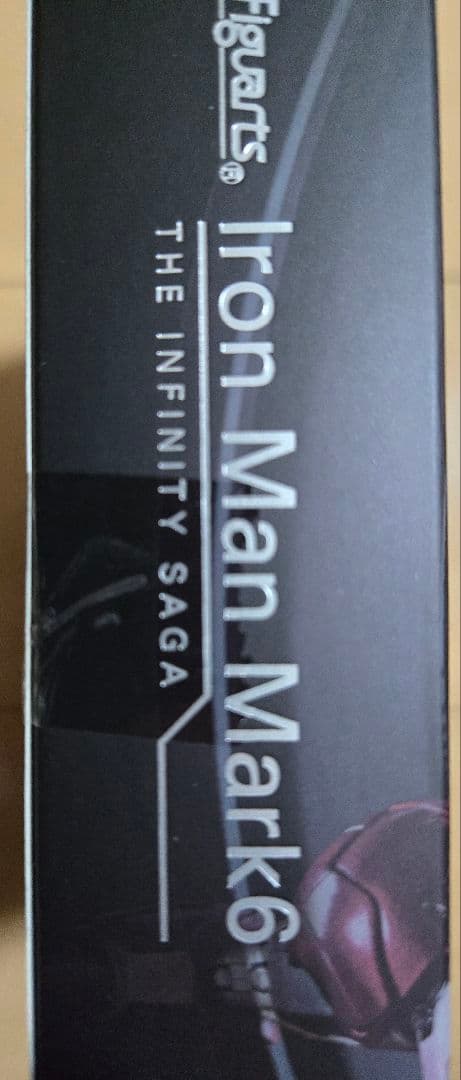 Figuarts®
Iron Man Mark6
THE INFINITY SAGA